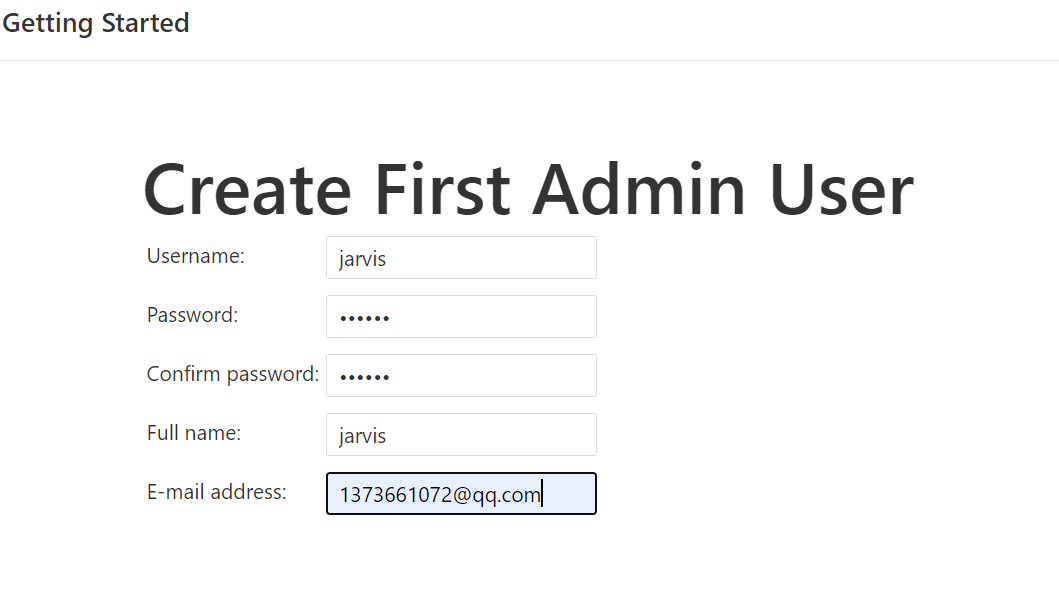 Getting Started
Create First Admin User
Username: jarvis
Password: ••••••
Confirm password: ••••••
Full name: jarvis
E-mail address: 1373661072@qq.com